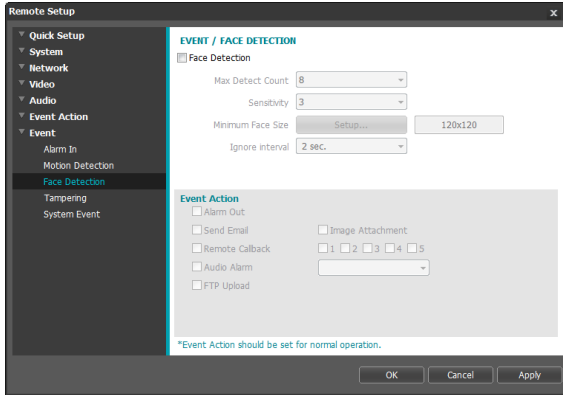 Remote Setup x
Quick Setup
System
Network
Video
Audio
Event Action
Event
Alarm In
Motion Detection
Face Detection
Tampering
System Event
EVENT / FACE DETECTION
Face Detection
Max Detect Count 8
Sensitivity 3
Minimum Face Size Setup... 120x120
Ignore interval 2 sec.
Event Action
Alarm Out
Send Email Image Attachment
Remote Callback 1 2 3 4 5
Audio Alarm
FTP Upload
*Event Action should be set for normal operation.
OK Cancel Apply